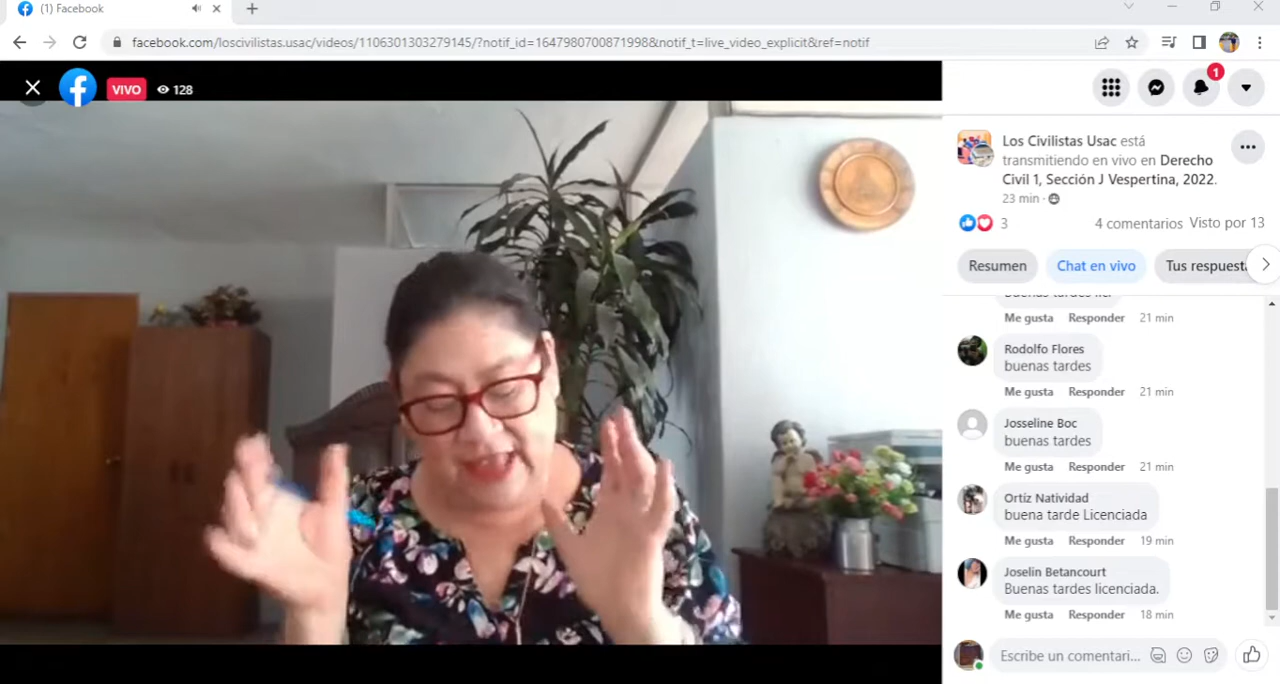 (1) Facebook
facebook.com/loscivilistas.usac/videos/1106301303279145/?notif_id=1647980700871998&notif_t=live_video_explicit&ref=notif
VIVO 128
1
Los Civilistas Usac está
transmitiendo en vivo en Derecho
Civil 1, Sección J Vespertina, 2022.
23 min ·
3 4 comentarios Visto por 13
Resumen Chat en vivo Tus respuest
Me gusta Responder 21 min
Rodolfo Flores
buenas tardes
Me gusta Responder 21 min
Josseline Boc
buenas tardes
Me gusta Responder 21 min
Ortiz Natividad
buena tarde Licenciada
Me gusta Responder 19 min
Joselin Betancourt
Buenas tardes licenciada.
Me gusta Responder 18 min
Escribe un comentari...